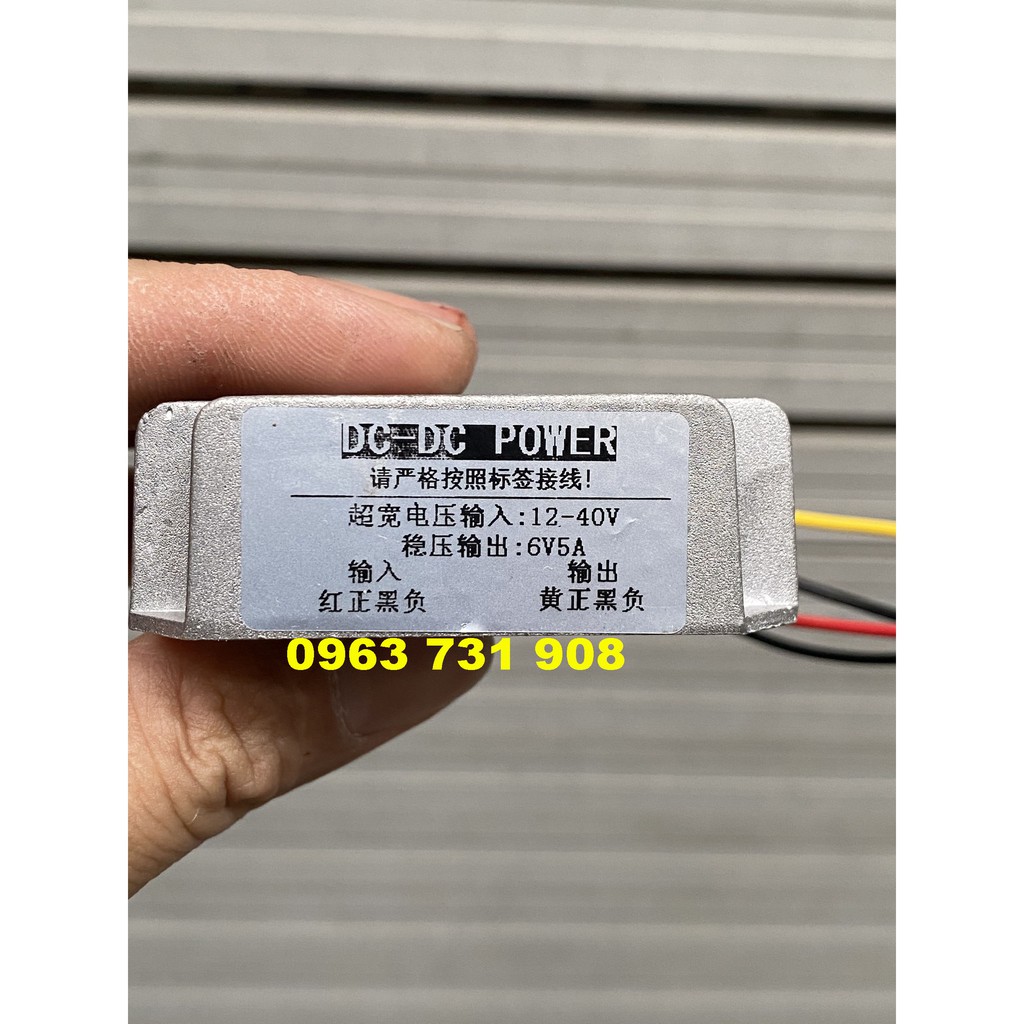 DC-DC POWER
请严格按照标签接线!
超宽电压输入:12-40V
稳压输出:6V5A
输入 输出
红正黑负 黄正黑负
0963 731 908